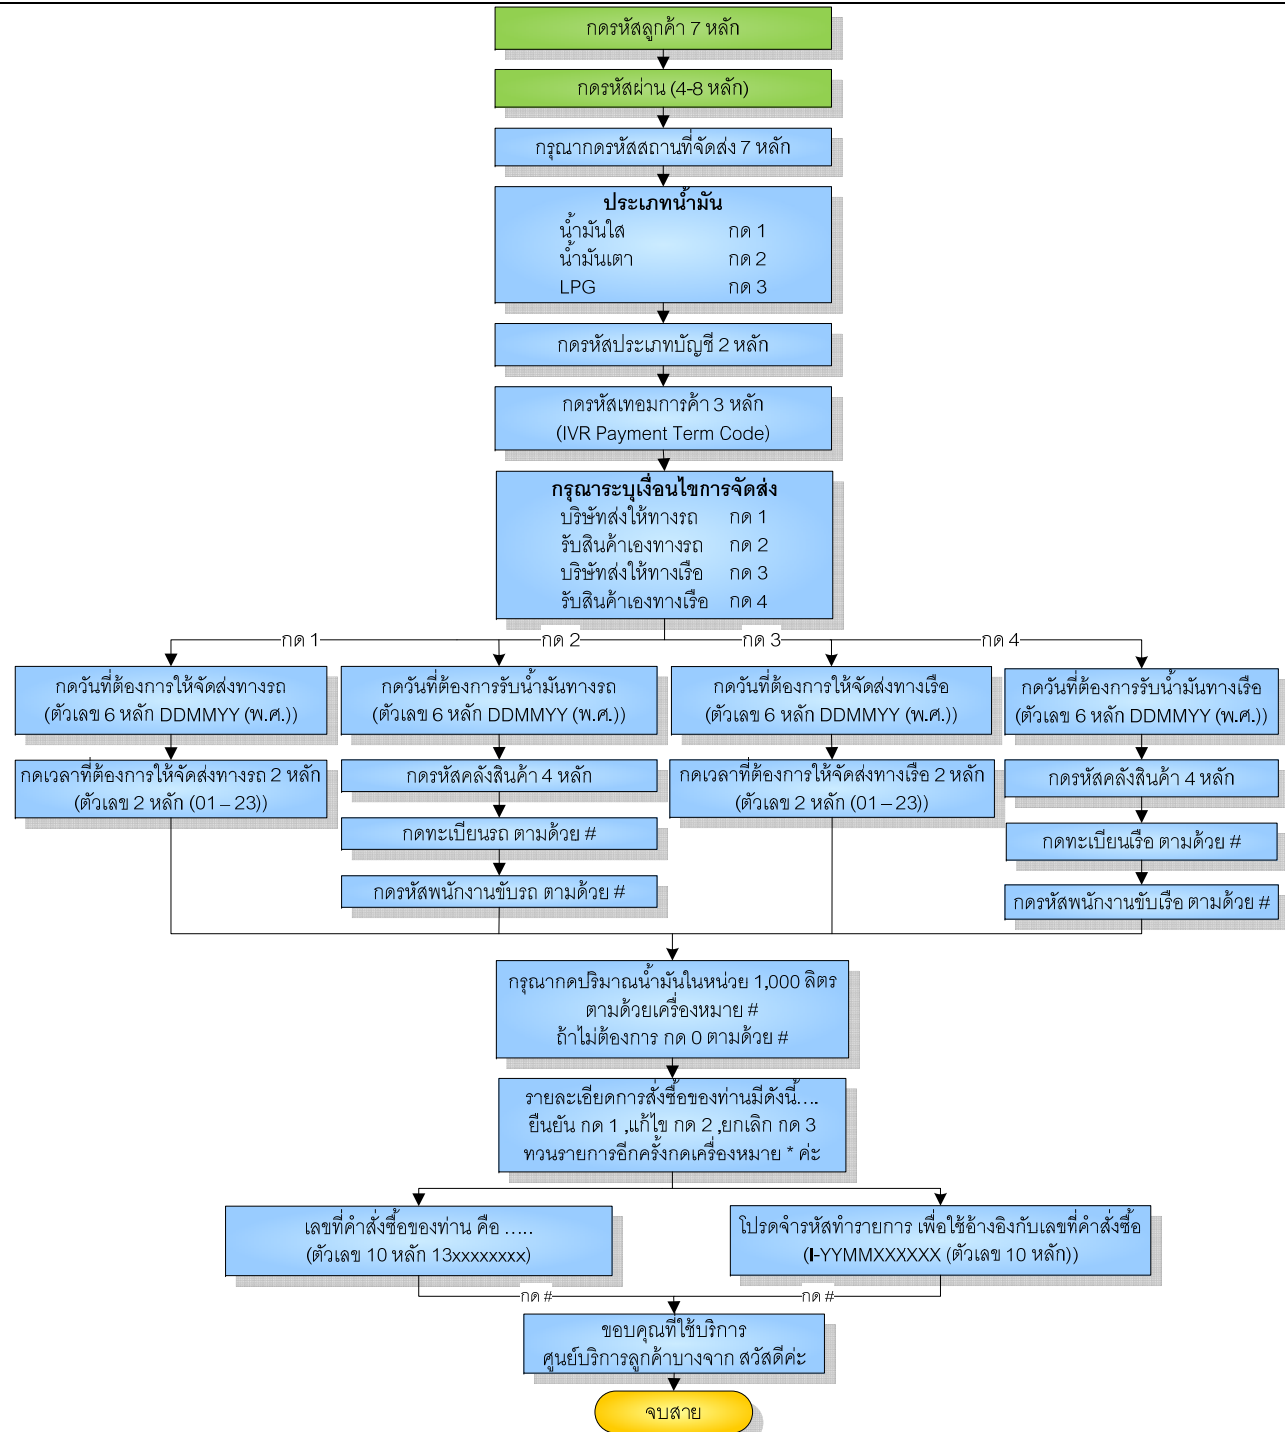 กดรหัสลูกค้า 7 หลัก
กดรหัสผ่าน (4-8 หลัก)
กรุณากดรหัสสถานที่จัดส่ง 7 หลัก
ประเภทน้ำมัน
น้ำมันใส กด 1
น้ำมันเตา กด 2
LPG กด 3
กดรหัสประเภทบัญชี 2 หลัก
กดรหัสเทอมการค้า 3 หลัก
(IVR Payment Term Code)
กรุณาระบุเงื่อนไขการจัดส่ง
บริษัทส่งให้ทางรถ กด 1
รับสินค้าเองทางรถ กด 2
บริษัทส่งให้ทางเรือ กด 3
รับสินค้าเองทางเรือ กด 4
กด 1
กด 2
กด 3
กด 4
กดวันที่ต้องการให้จัดส่งทางรถ
(ตัวเลข 6 หลัก DDMMYY (พ.ศ.))
กดเวลาที่ต้องการให้จัดส่งทางรถ 2 หลัก
(ตัวเลข 2 หลัก (01 – 23))
กดวันที่ต้องการรับน้ำมันทางรถ
(ตัวเลข 6 หลัก DDMMYY (พ.ศ.))
กดรหัสคลังสินค้า 4 หลัก
กดทะเบียนรถ ตามด้วย #
กดรหัสพนักงานขับรถ ตามด้วย #
กดวันที่ต้องการให้จัดส่งทางเรือ
(ตัวเลข 6 หลัก DDMMYY (พ.ศ.))
กดเวลาที่ต้องการให้จัดส่งทางเรือ 2 หลัก
(ตัวเลข 2 หลัก (01 – 23))
กดวันที่ต้องการรับน้ำมันทางเรือ
(ตัวเลข 6 หลัก DDMMYY (พ.ศ.))
กดรหัสคลังสินค้า 4 หลัก
กดทะเบียนเรือ ตามด้วย #
กดรหัสพนักงานขับเรือ ตามด้วย #
กรุณากดปริมาณน้ำมันในหน่วย 1,000 ลิตร
ตามด้วยเครื่องหมาย #
ถ้าไม่ต้องการ กด 0 ตามด้วย #
รายละเอียดการสั่งซื้อของท่านมีดังนี้....
ยืนยัน กด 1 ,แก้ไข กด 2 ,ยกเลิก กด 3
ทวนรายการอีกครั้งกดเครื่องหมาย * ค่ะ
เลขที่คำสั่งซื้อของท่าน คือ .....
(ตัวเลข 10 หลัก 13xxxxxxxx)
โปรดจำรหัสทำรายการ เพื่อใช้อ้างอิงกับเลขที่คำสั่งซื้อ
(I-YYMMXXXXXX (ตัวเลข 10 หลัก))
กด #
กด #
ขอบคุณที่ใช้บริการ
ศูนย์บริการลูกค้าบางจาก สวัสดีค่ะ
จบสาย